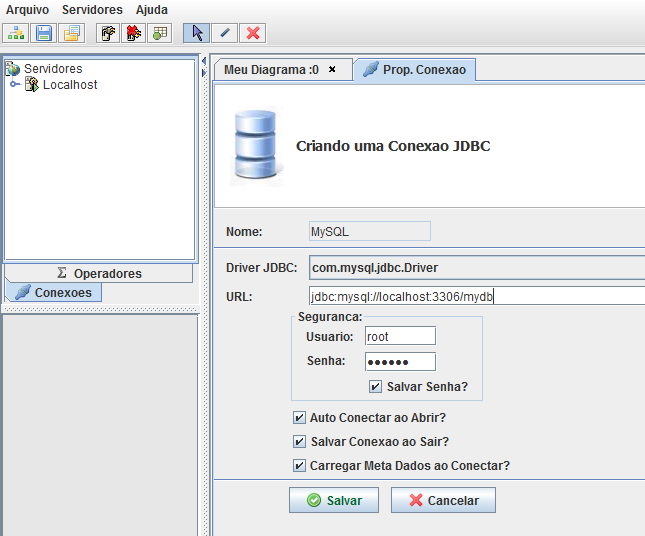 Arquivo Servidores Ajuda
Servidores
Localhost
Σ Operadores
Conexoes
Meu Diagrama :0
Prop. Conexao
Criando uma Conexao JDBC
Nome: MySQL
Driver JDBC: com.mysql.jdbc.Driver
URL: jdbc:mysql://localhost:3306/mydb
Seguranca:
Usuario: root
Senha: ●●●●●●
Salvar Senha?
Auto Conectar ao Abrir?
Salvar Conexao ao Sair?
Carregar Meta Dados ao Conectar?
Salvar Cancelar